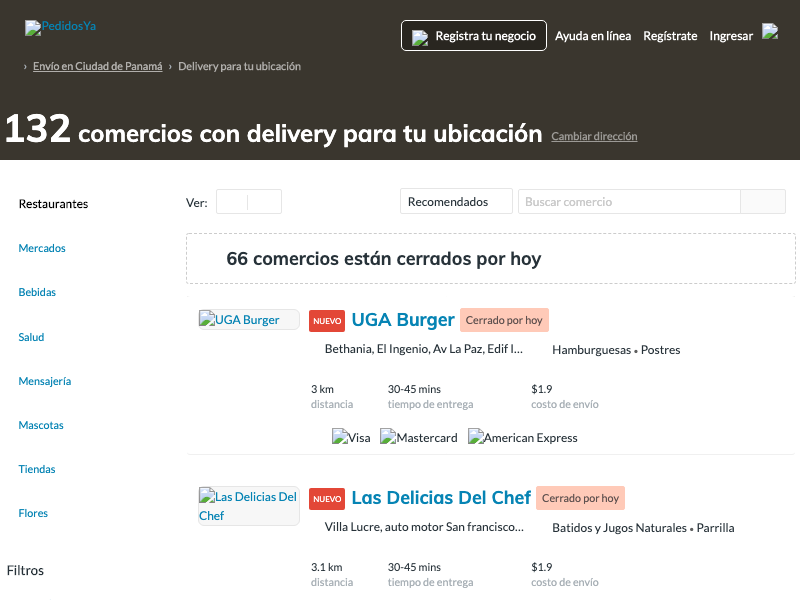 PedidosYa
Registra tu negocio
Ayuda en línea
Regístrate
Ingresar
› Envío en Ciudad de Panamá › Delivery para tu ubicación
132 comercios con delivery para tu ubicación
Cambiar dirección
Restaurantes
Mercados
Bebidas
Salud
Mensajería
Mascotas
Tiendas
Flores
Filtros
Ver:
Recomendados
Buscar comercio
66 comercios están cerrados por hoy
UGA Burger
NUEVO UGA Burger Cerrado por hoy
Bethania, El Ingenio, Av La Paz, Edif I...
Hamburguesas • Postres
3 km
distancia
30-45 mins
tiempo de entrega
$1.9
costo de envío
Visa
Mastercard
American Express
Las Delicias Del
Chef
NUEVO Las Delicias Del Chef Cerrado por hoy
Villa Lucre, auto motor San francisco...
Batidos y Jugos Naturales • Parrilla
3.1 km
distancia
30-45 mins
tiempo de entrega
$1.9
costo de envío